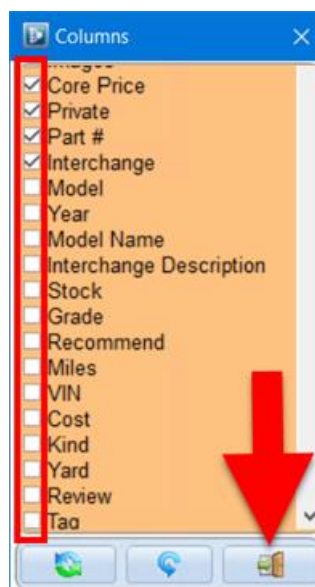 Columns
Images
Core Price
Private
Part #
Interchange
Model
Year
Model Name
Interchange Description
Stock
Grade
Recommend
Miles
VIN
Cost
Kind
Yard
Review
Tag